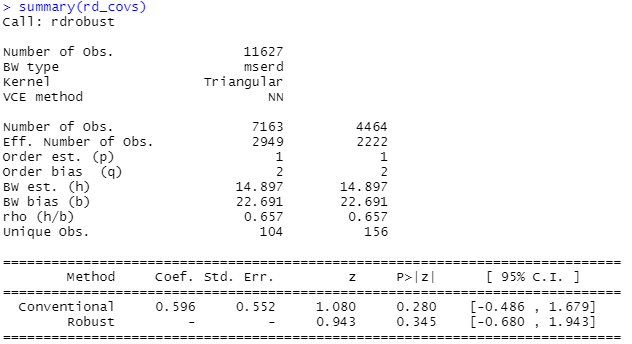 > summary(rd_covs)
Call: rdrobust
Number of Obs. 11627
BW type mserd
Kernel Triangular
VCE method NN
Number of Obs. 7163 4464
Eff. Number of Obs. 2949 2222
Order est. (p) 1 1
Order bias (q) 2 2
BW est. (h) 14.897 14.897
BW bias (b) 22.691 22.691
rho (h/b) 0.657 0.657
Unique Obs. 104 156
=============================================================================
Method Coef. Std. Err. z P>|z| [ 95% C.I. ]
=============================================================================
Conventional 0.596 0.552 1.080 0.280 [-0.486 , 1.679]
Robust - - 0.943 0.345 [-0.680 , 1.943]
=============================================================================